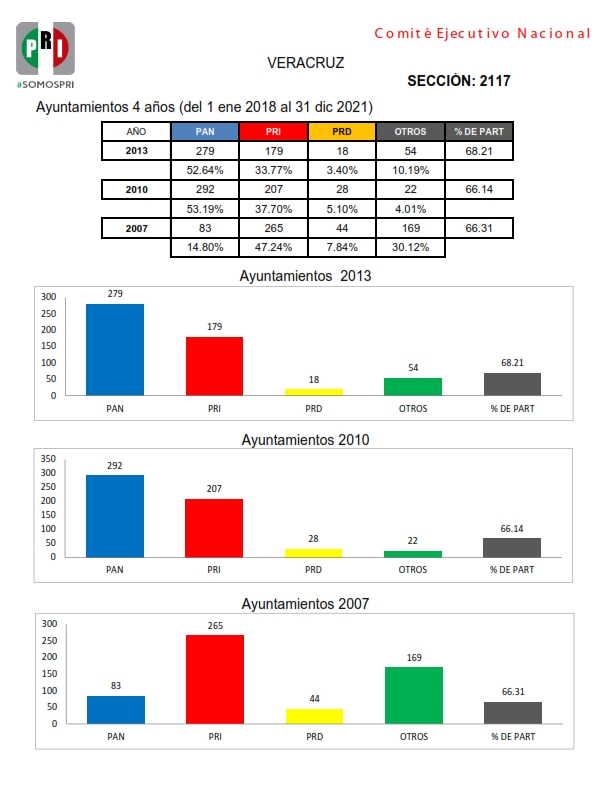 Comité Ejecutivo Nacional
PRI
#SOMOSPRI
VERACRUZ
SECCIÓN: 2117
Ayuntamientos 4 años (del 1 ene 2018 al 31 dic 2021)
AÑO PAN PRI PRD OTROS % DE PART
2013 279 179 18 54 68.21
52.64% 33.77% 3.40% 10.19%
2010 292 207 28 22 66.14
53.19% 37.70% 5.10% 4.01%
2007 83 265 44 169 66.31
14.80% 47.24% 7.84% 30.12%
Ayuntamientos 2013
300
250
200
150
100
50
0
279
179
18
54
68.21
PAN PRI PRD OTROS % DE PART
Ayuntamientos 2010
350
300
250
200
150
100
50
0
292
207
28
22
66.14
PAN PRI PRD OTROS % DE PART
Ayuntamientos 2007
300
250
200
150
100
50
0
83
265
44
169
66.31
PAN PRI PRD OTROS % DE PART